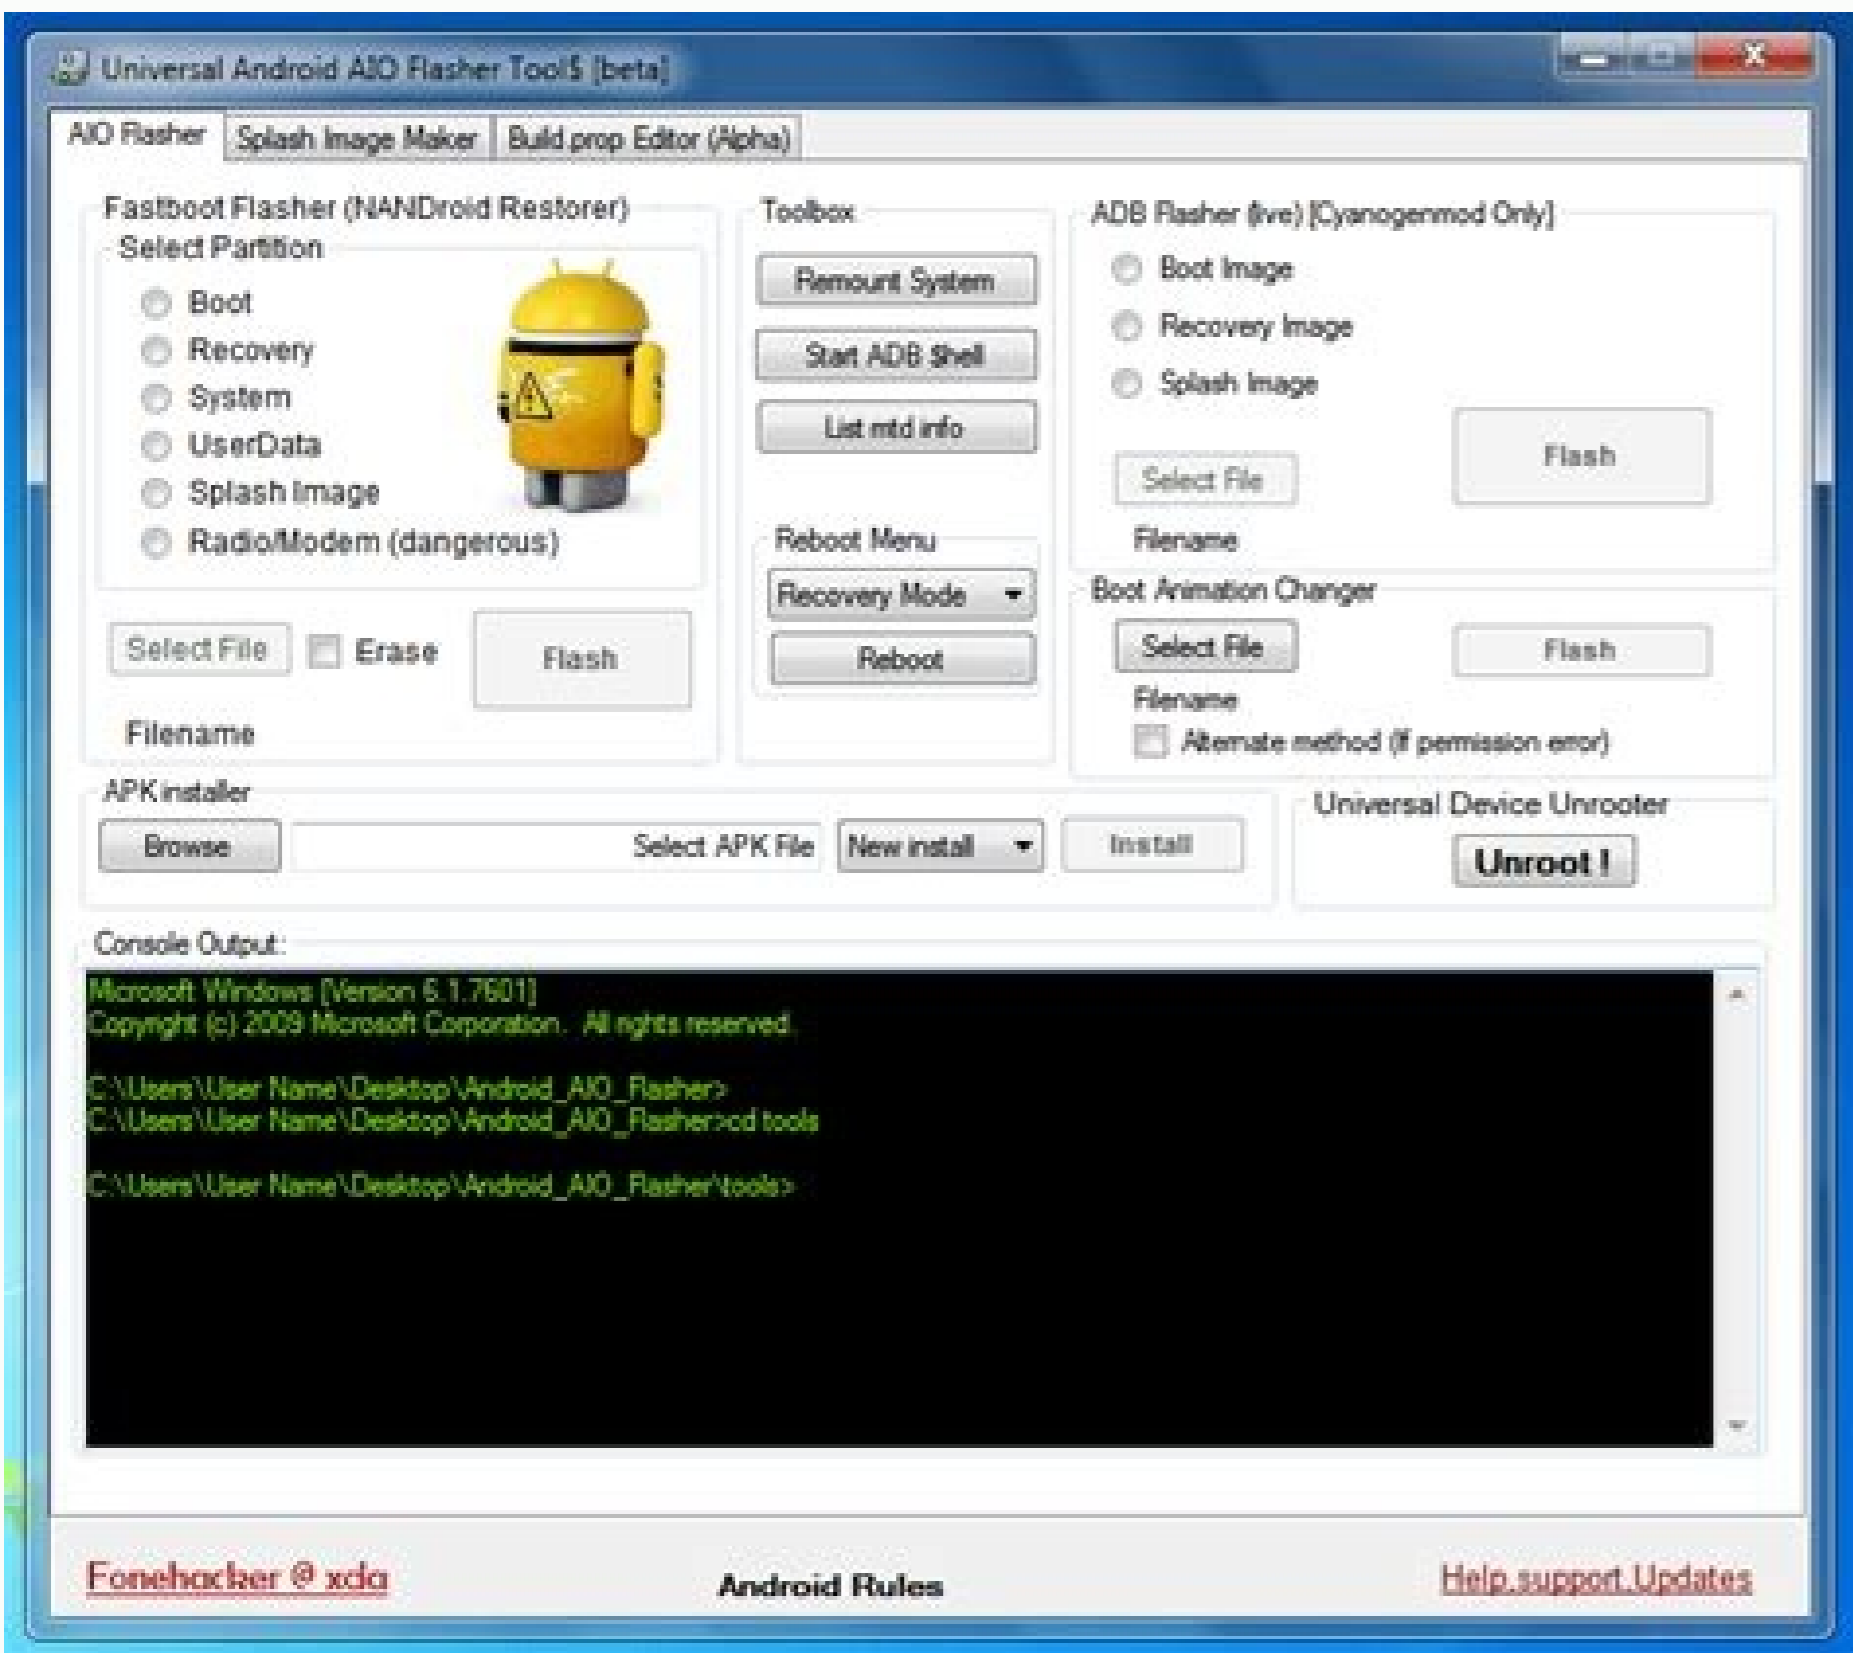 Universal Android AIO Flasher Tool$ [beta]
AIO Flasher
Splash Image Maker
Build.prop Editor (Alpha)
Fastboot Flasher (NANDroid Restorer)
Select Partition
Boot
Recovery
System
UserData
Splash Image
Radio/Modem (dangerous)
Select File
Erase
Flash
Filename
Toolbox
Remount System
Start ADB $hell
List mtd info
Reboot Menu
Recovery Mode
Reboot
ADB Flasher (live) [Cyanogenmod Only]
Boot Image
Recovery Image
Splash Image
Select File
Flash
Filename
Boot Animation Changer
Select File
Flash
Filename
Alternate method (If permission error)
APK installer
Browse
Select APK File
New install
Install
Universal Device Unrooter
Unroot !
Console Output:
Microsoft Windows [Version 6.1.7601]
Copyright (c) 2009 Microsoft Corporation. All rights reserved.
C:\Users\User Name\Desktop\Android_AIO_Flasher>
C:\Users\User Name\Desktop\Android_AIO_Flasher>cd tools
C:\Users\User Name\Desktop\Android_AIO_Flasher\tools>
Fonehacker @ xda
Android Rules
Help,support,Updates